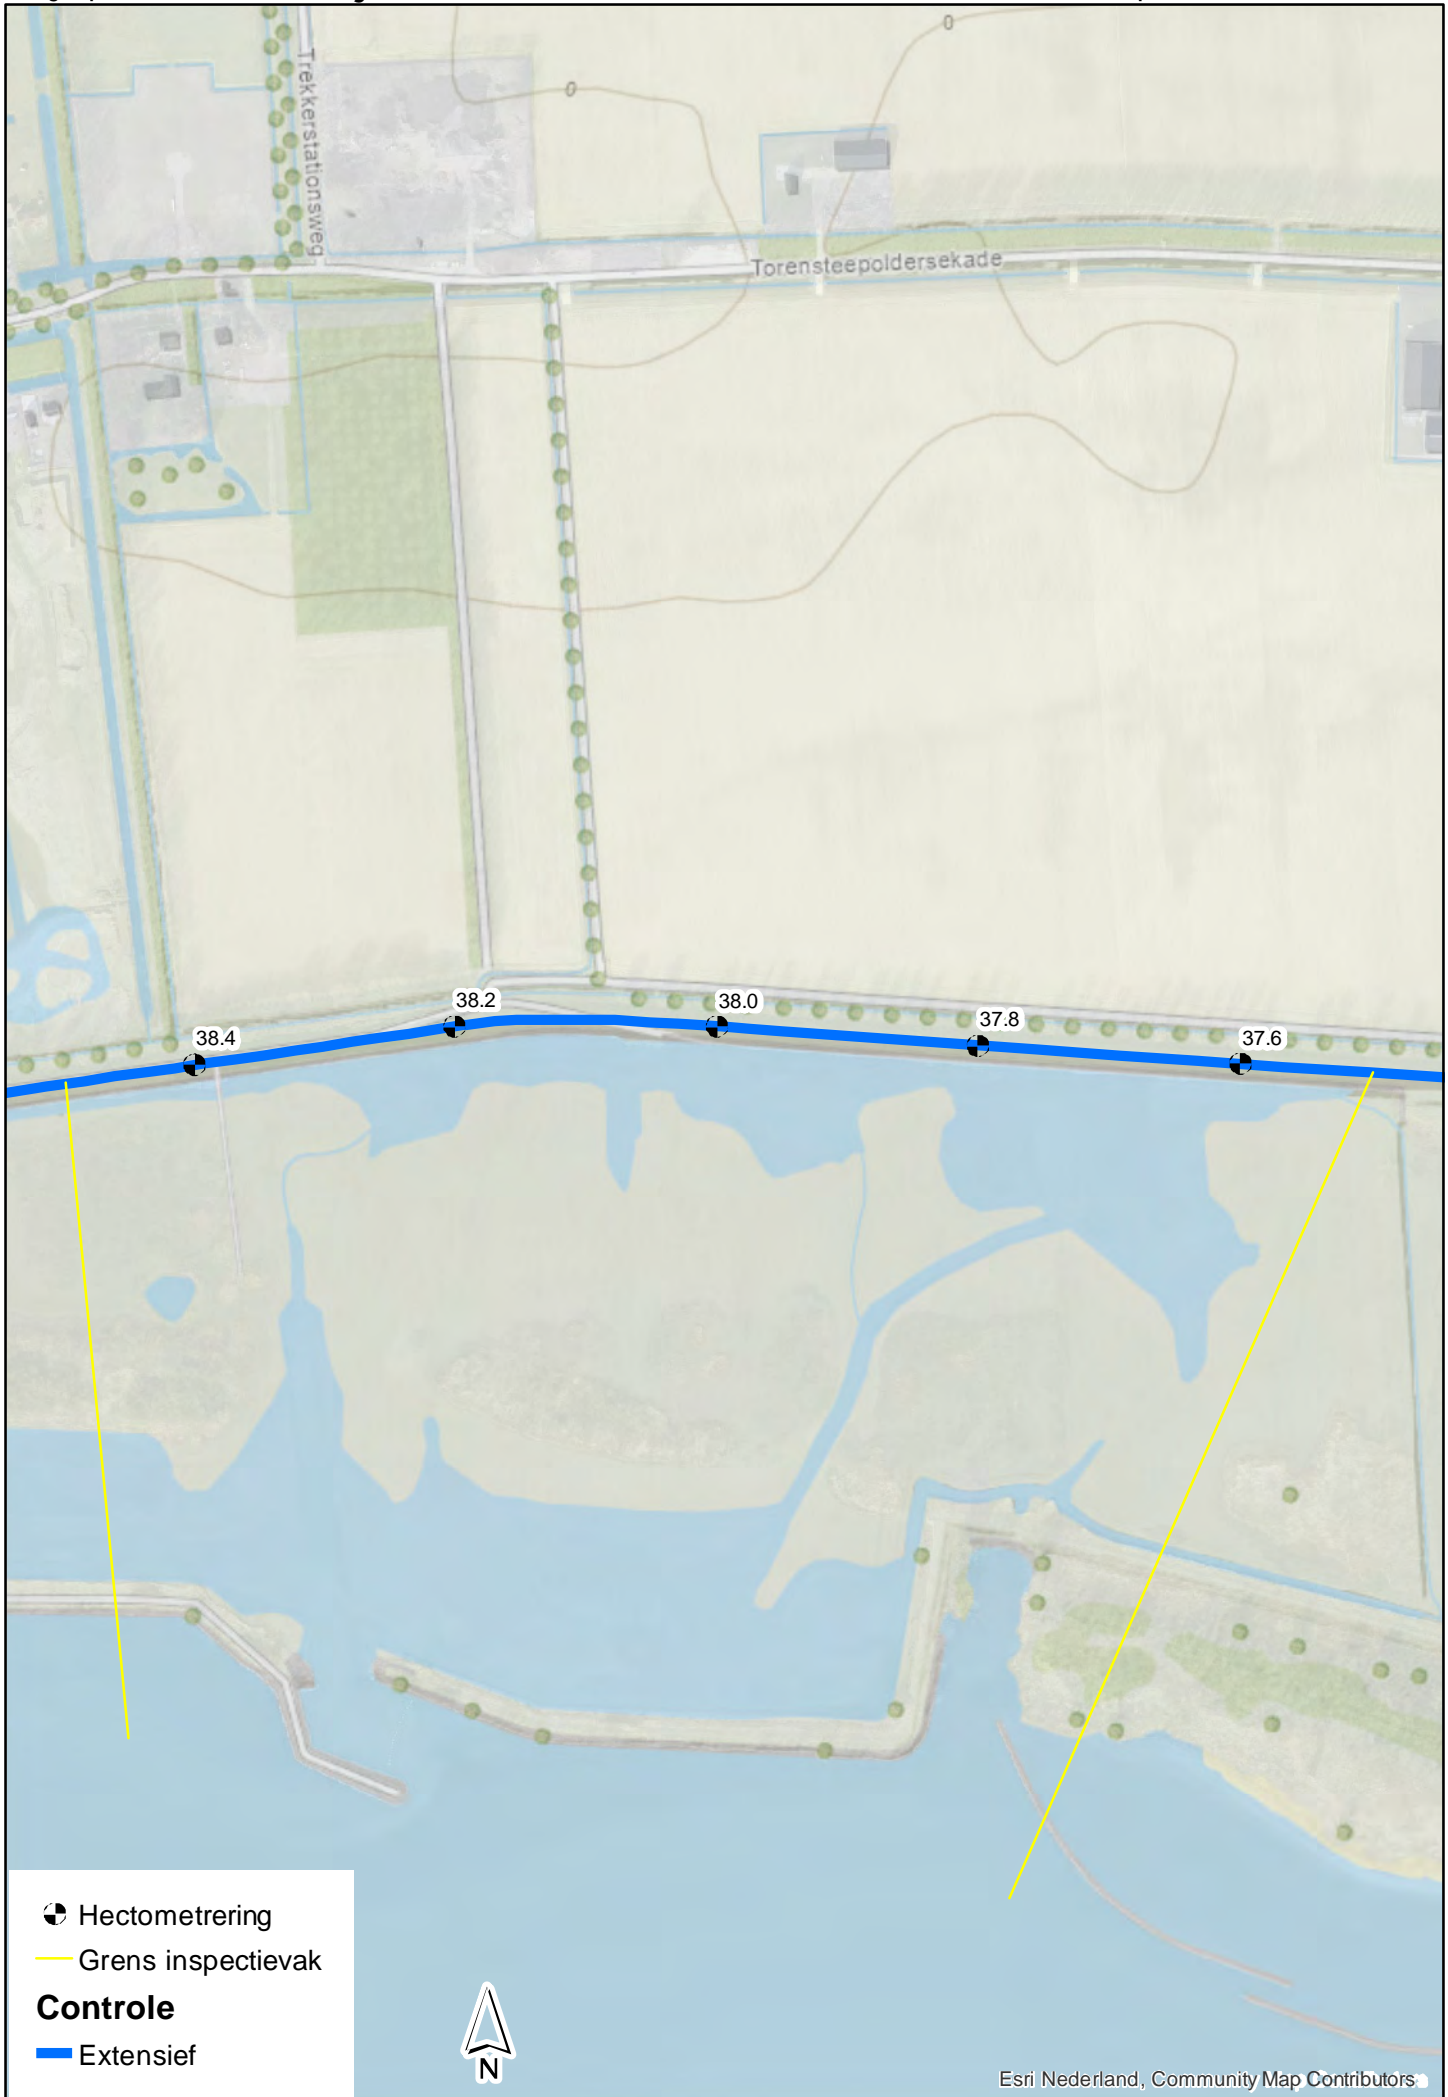 0
0
Trekkerstationsweg
Torensteepoldersekade
38.2
38.0
37.8
38.4
37.6
Hectometrering
Grens inspectievak
Controle
Extensief
N
Esri Nederland, Community Map Contributors